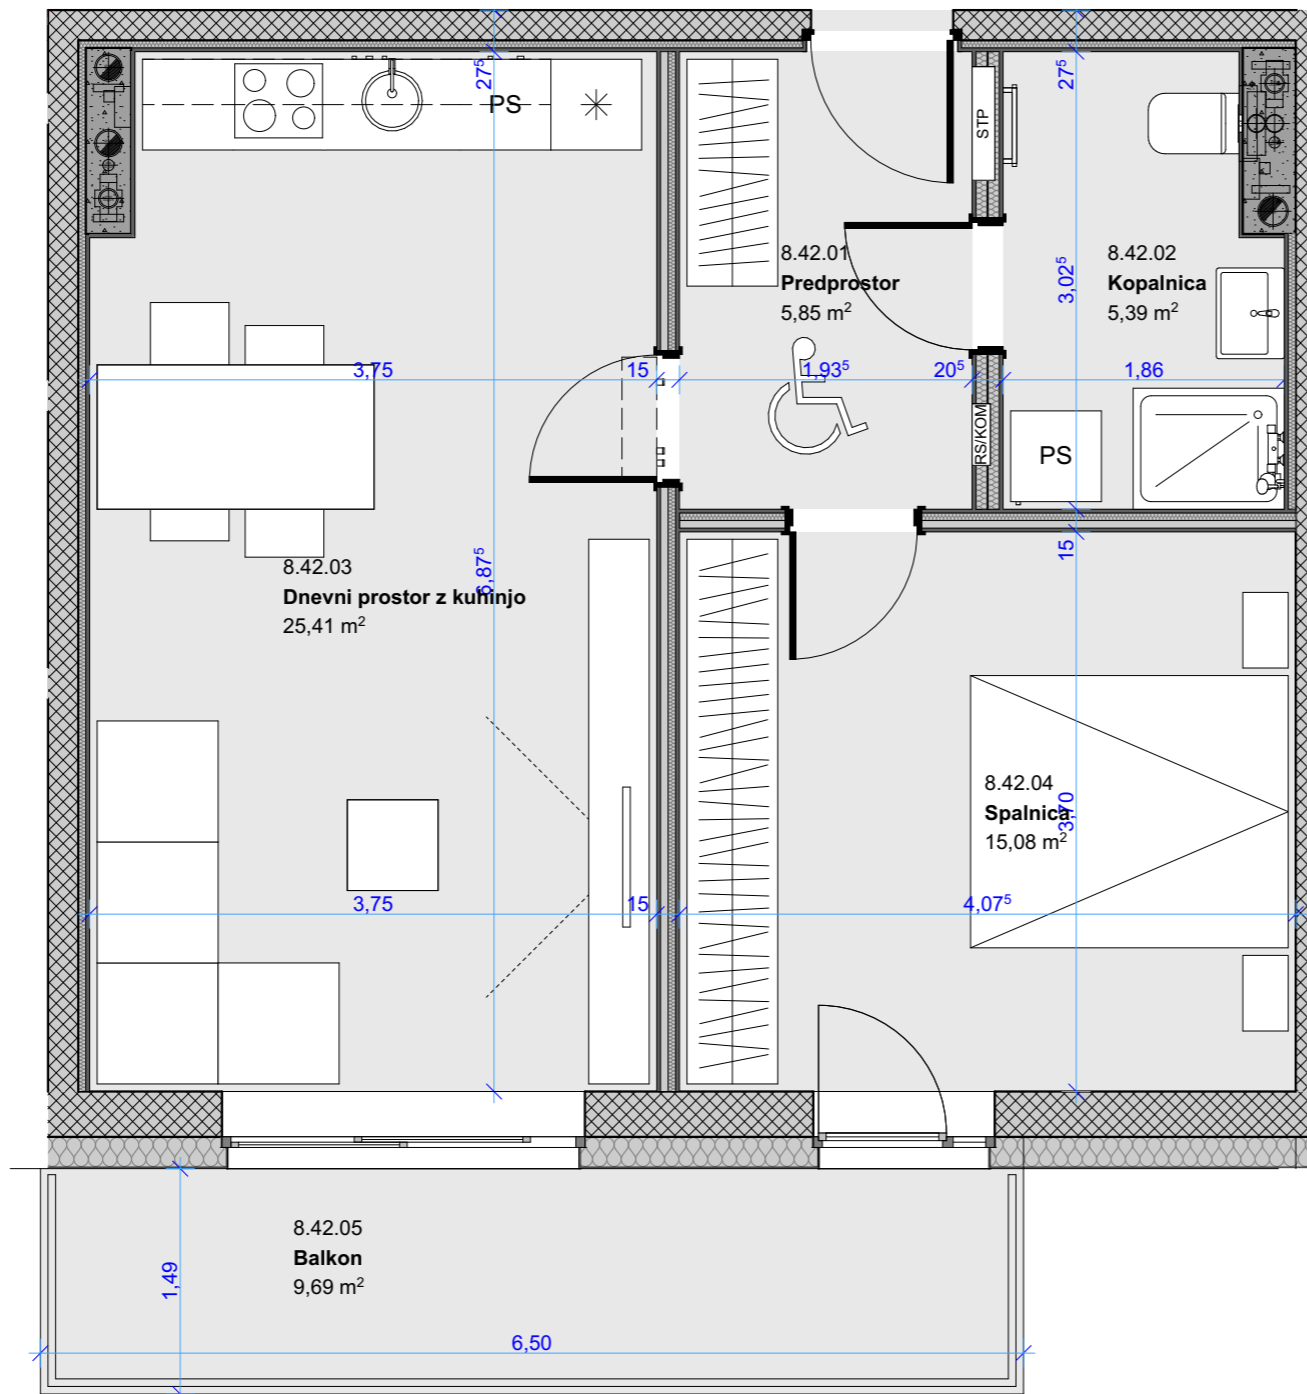 27⁵
27⁵
PS
STP
8.42.01
Predprostor
5,85 m²
8.42.02
Kopalnica
5,39 m²
3,02⁵
3,75
15
1,93⁵
20⁵
1,86
RS/KOM
PS
15
6,87⁵
8.42.03
Dnevni prostor z kuhinjo
25,41 m²
8.42.04
Spalnica
15,08 m²
3,70
3,75
15
4,07⁵
8.42.05
Balkon
9,69 m²
1,49
6,50